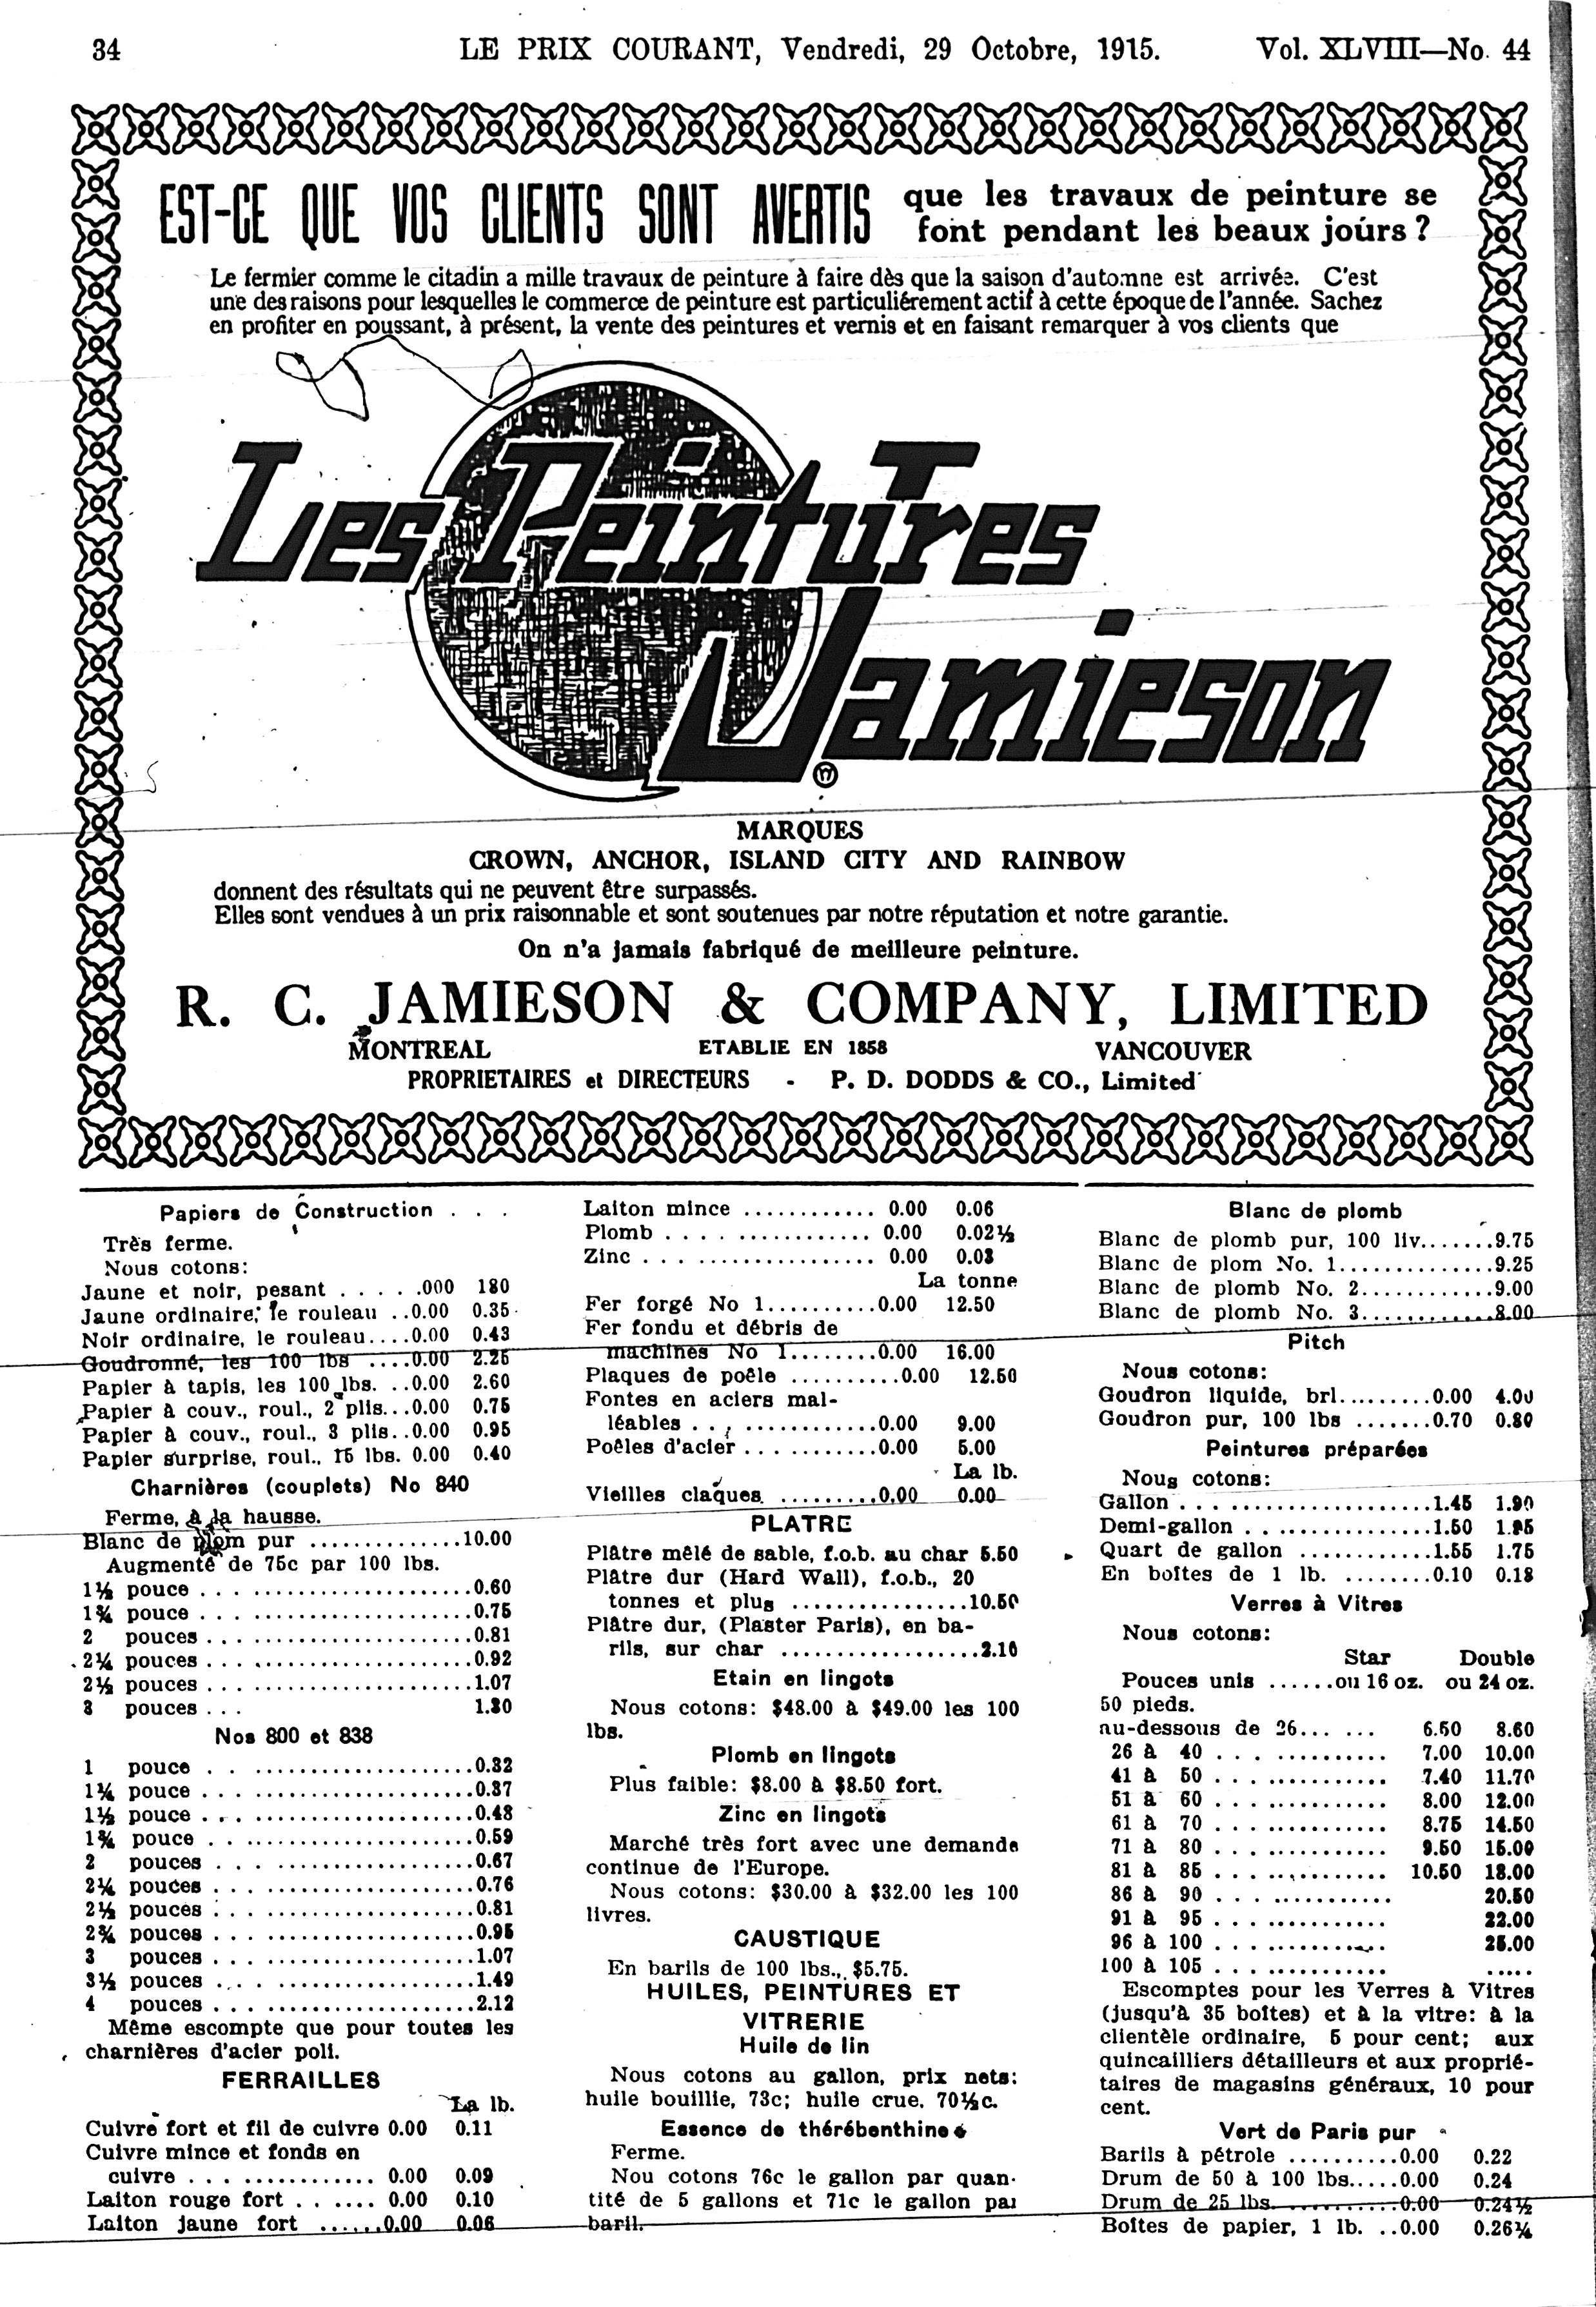 34 LE PRIX COURANT, Vendredi, 29 Octobre, 1915. Vol. XLVIII—No. 44
EST-CE QUE VOS CLIENTS SONT AVERTIS que les travaux de peinture se
font pendant les beaux jours ?
Le fermier comme le citadin a mille travaux de peinture à faire dès que la saison d'automne est arrivée. C'est
une des raisons pour lesquelles le commerce de peinture est particuliérement actif à cette époque de l'année. Sachez
en profiter en poussant, à présent, la vente des peintures et vernis et en faisant remarquer à vos clients que
Les Peintures
Jamieson
MARQUES
CROWN, ANCHOR, ISLAND CITY AND RAINBOW
donnent des résultats qui ne peuvent être surpassés.
Elles sont vendues à un prix raisonnable et sont soutenues par notre réputation et notre garantie.
On n'a jamais fabriqué de meilleure peinture.
R. C. JAMIESON & COMPANY, LIMITED
MONTREAL ETABLIE EN 1858 VANCOUVER
PROPRIETAIRES et DIRECTEURS - P. D. DODDS & CO., Limited
Papiers de Construction . . .
Très ferme.
Nous cotons:
Jaune et noir, pesant . . . . . .000 180
Jaune ordinaire, le rouleau ..0.00 0.35
Noir ordinaire, le rouleau....0.00 0.43
Goudronné, les 100 lbs ....0.00 2.25
Papier à tapis, les 100 lbs. ..0.00 2.60
Papier à couv., roul., 2 plis...0.00 0.75
Papier à couv., roul., 3 plis..0.00 0.95
Papier surprise, roul., 15 lbs. 0.00 0.40
Charnières (couplets) No 840
Ferme, à la hausse.
Blanc de plom pur ..............10.00
Augmenté de 75c par 100 lbs.
1½ pouce ......................0.60
1¾ pouce ......................0.75
2 pouces ......................0.81
2¼ pouces ......................0.92
2½ pouces ......................1.07
3 pouces . . . 1.30
Nos 800 et 838
1 pouce ......................0.32
1¼ pouce ......................0.37
1½ pouce ......................0.48
1¾ pouce ......................0.59
2 pouces ......................0.67
2¼ pouces ......................0.76
2½ pouces ......................0.81
2¾ pouces ......................0.95
3 pouces ......................1.07
3½ pouces ......................1.49
4 pouces ......................2.12
Même escompte que pour toutes les
charnières d'acier poli.
FERRAILLES
La lb.
Cuivre fort et fil de cuivre 0.00 0.11
Cuivre mince et fonds en
cuivre . . . ............. 0.00 0.09
Laiton rouge fort . . ..... 0.00 0.10
Laiton jaune fort ......0.00 0.06
Laiton mince ............ 0.00 0.06
Plomb . . . . .............. 0.00 0.02½
Zinc . . . ................. 0.00 0.03
La tonne
Fer forgé No 1..........0.00 12.50
Fer fondu et débris de
machines No 1........0.00 16.00
Plaques de poêle ..........0.00 12.50
Fontes en aciers mal-
léables . . . .............0.00 9.00
Poêles d'acier . ..........0.00 5.00
La lb.
Vieilles claques .........0.00 0.00
PLATRE
Plâtre mêlé de sable, f.o.b. au char 5.50
Plâtre dur (Hard Wall), f.o.b., 20
tonnes et plus ................10.50
Plâtre dur, (Plaster Paris), en ba-
rils, sur char ..................2.10
Etain en lingots
Nous cotons: $48.00 à $49.00 les 100
lbs.
Plomb en lingots
Plus faible: $8.00 à $8.50 fort.
Zinc en lingots
Marché très fort avec une demande
continue de l'Europe.
Nous cotons: $30.00 à $32.00 les 100
livres.
CAUSTIQUE
En barils de 100 lbs., $5.75.
HUILES, PEINTURES ET
VITRERIE
Huile de lin
Nous cotons au gallon, prix nets:
huile bouillie, 73c; huile crue, 70½c.
Essence de thérébenthine
Ferme.
Nou cotons 76c le gallon par quan-
tité de 5 gallons et 71c le gallon par
baril.
Blanc de plomb
Blanc de plomb pur, 100 liv.......9.75
Blanc de plom No. 1..............9.25
Blanc de plomb No. 2............9.00
Blanc de plomb No. 3............8.00
Pitch
Nous cotons:
Goudron liquide, brl.........0.00 4.00
Goudron pur, 100 lbs .......0.70 0.80
Peintures préparées
Nous cotons:
Gallon . . . ...................1.45 1.90
Demi-gallon . . ...............1.50 1.95
Quart de gallon ............1.55 1.75
En boîtes de 1 lb. ........0.10 0.18
Verres à Vitres
Nous cotons:
Star Double
Pouces unis ......ou 16 oz. ou 24 oz.
50 pieds.
au-dessous de 26... ... 6.50 8.60
26 à 40 . . . ........... 7.00 10.00
41 à 50 . . . ........... 7.40 11.70
51 à 60 . . . ........... 8.00 12.00
61 à 70 . . . ........... 8.75 14.50
71 à 80 . . . ........... 9.50 15.00
81 à 85 . . . ........... 10.50 18.00
86 à 90 . . . ........... 20.50
91 à 95 . . . ........... 22.00
96 à 100 . . . ........... 25.00
100 à 105 . . . ........... .....
Escomptes pour les Verres à Vitres
(jusqu'à 35 boîtes) et à la vitre: à la
clientèle ordinaire, 5 pour cent; aux
quincailliers détailleurs et aux proprié-
taires de magasins généraux, 10 pour
cent.
Vert de Paris pur
Barils à pétrole ..........0.00 0.22
Drum de 50 à 100 lbs.....0.00 0.24
Drum de 25 lbs. ..........0.00 0.24½
Boîtes de papier, 1 lb. ..0.00 0.26¼